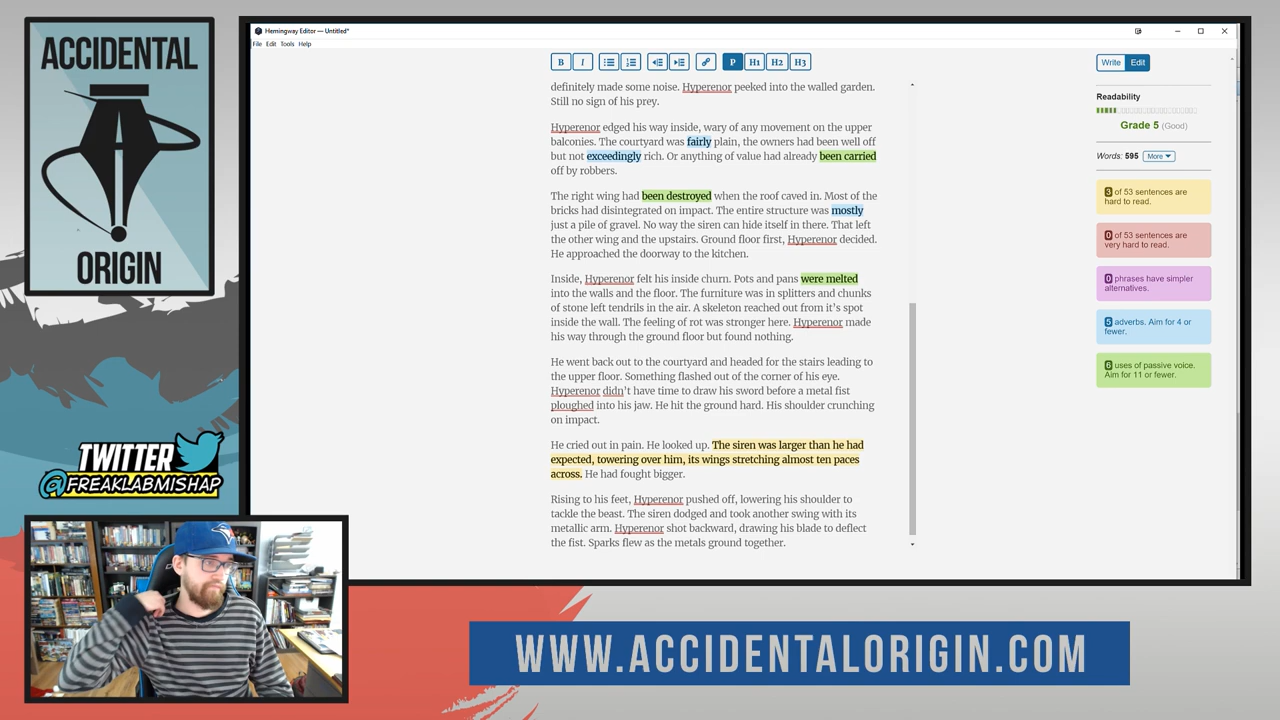 ACCIDENTAL
ORIGIN
TWITTER
@FREAKLABMISHAP
Hemingway Editor — Untitled*
File Edit Tools Help
B I P H1 H2 H3
definitely made some noise. Hyperenor peeked into the walled garden.
Still no sign of his prey.
Hyperenor edged his way inside, wary of any movement on the upper
balconies. The courtyard was fairly plain, the owners had been well off
but not exceedingly rich. Or anything of value had already been carried
off by robbers.
The right wing had been destroyed when the roof caved in. Most of the
bricks had disintegrated on impact. The entire structure was mostly
just a pile of gravel. No way the siren can hide itself in there. That left
the other wing and the upstairs. Ground floor first, Hyperenor decided.
He approached the doorway to the kitchen.
Inside, Hyperenor felt his inside churn. Pots and pans were melted
into the walls and the floor. The furniture was in splitters and chunks
of stone left tendrils in the air. A skeleton reached out from it's spot
inside the wall. The feeling of rot was stronger here. Hyperenor made
his way through the ground floor but found nothing.
He went back out to the courtyard and headed for the stairs leading to
the upper floor. Something flashed out of the corner of his eye.
Hyperenor didn't have time to draw his sword before a metal fist
ploughed into his jaw. He hit the ground hard. His shoulder crunching
on impact.
He cried out in pain. He looked up. The siren was larger than he had
expected, towering over him, its wings stretching almost ten paces
across. He had fought bigger.
Rising to his feet, Hyperenor pushed off, lowering his shoulder to
tackle the beast. The siren dodged and took another swing with its
metallic arm. Hyperenor shot backward, drawing his blade to deflect
the fist. Sparks flew as the metals ground together.
Write Edit
Readability
Grade 5 (Good)
Words: 595 More
3 of 53 sentences are
hard to read.
0 of 53 sentences are
very hard to read.
0 phrases have simpler
alternatives.
5 adverbs. Aim for 4 or
fewer.
6 uses of passive voice.
Aim for 11 or fewer.
WWW.ACCIDENTALORIGIN.COM